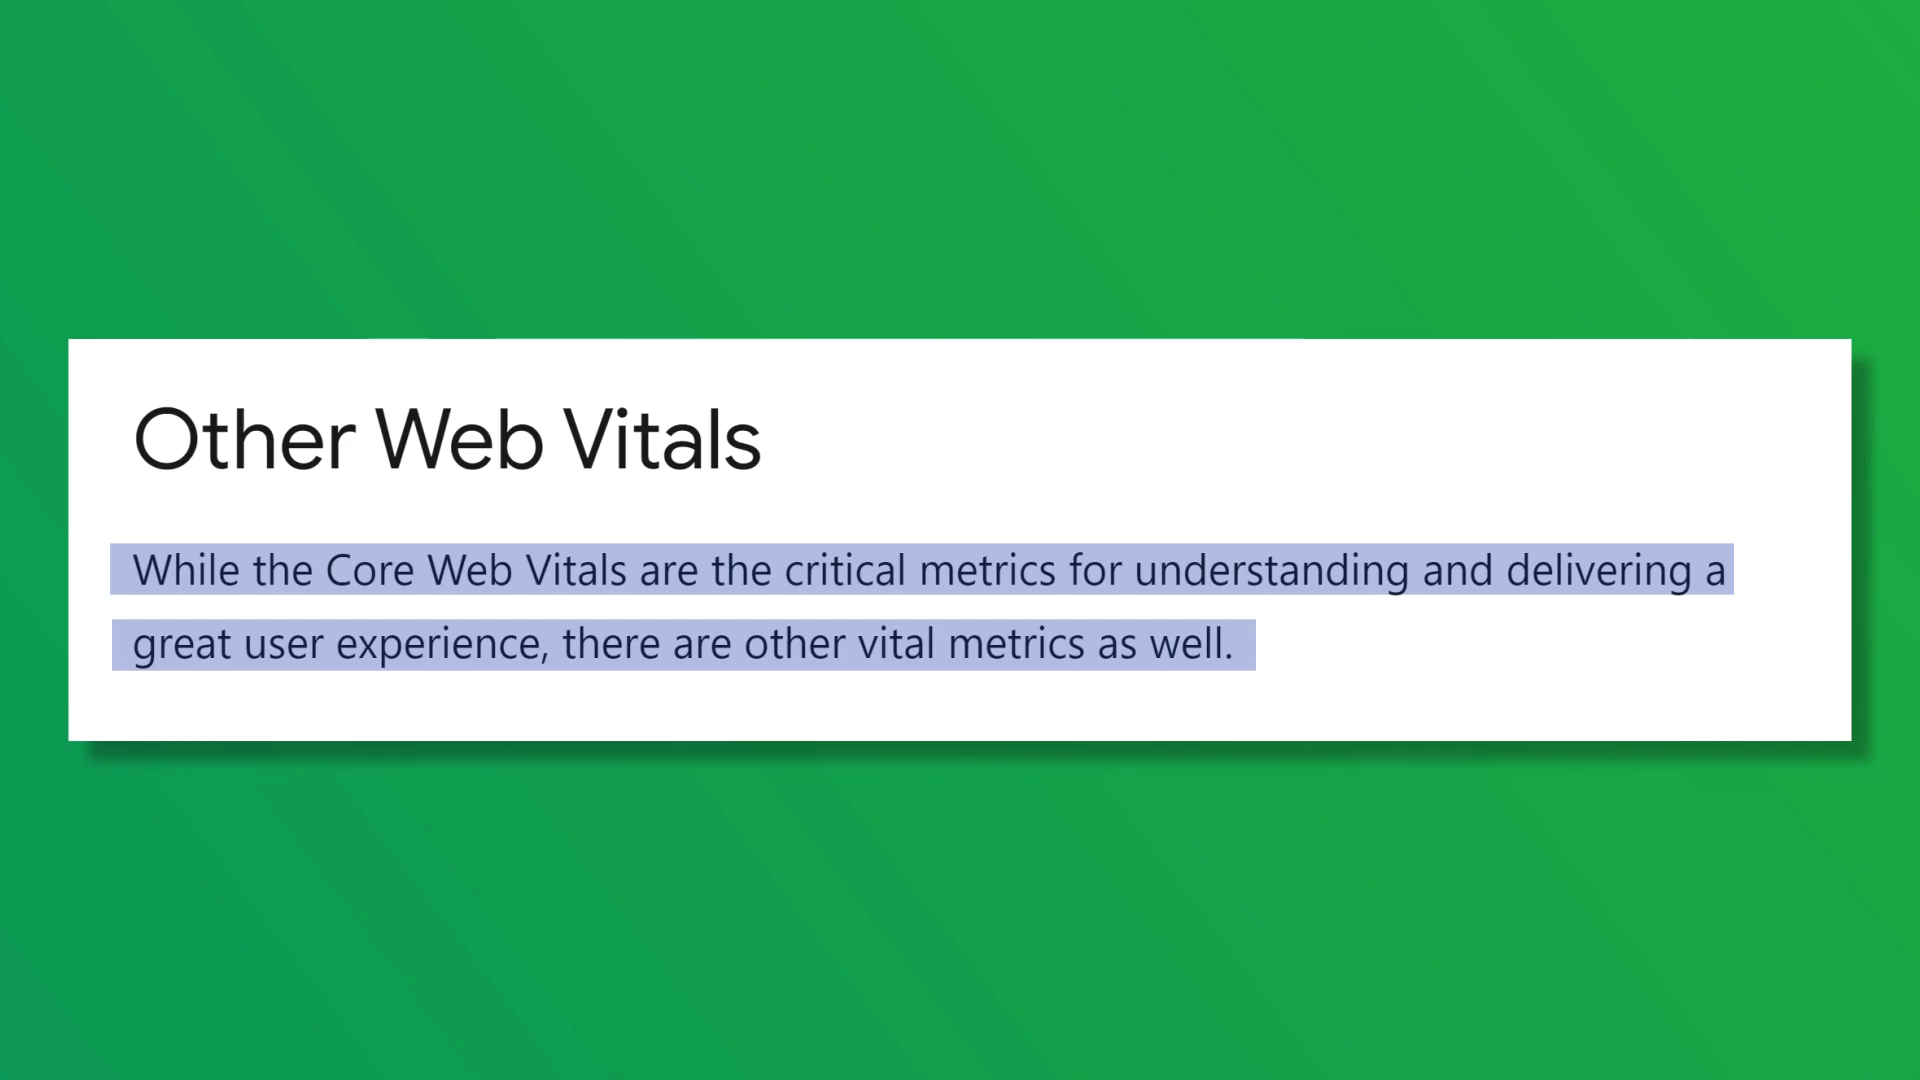 Other Web Vitals
While the Core Web Vitals are the critical metrics for understanding and delivering a
great user experience, there are other vital metrics as well.